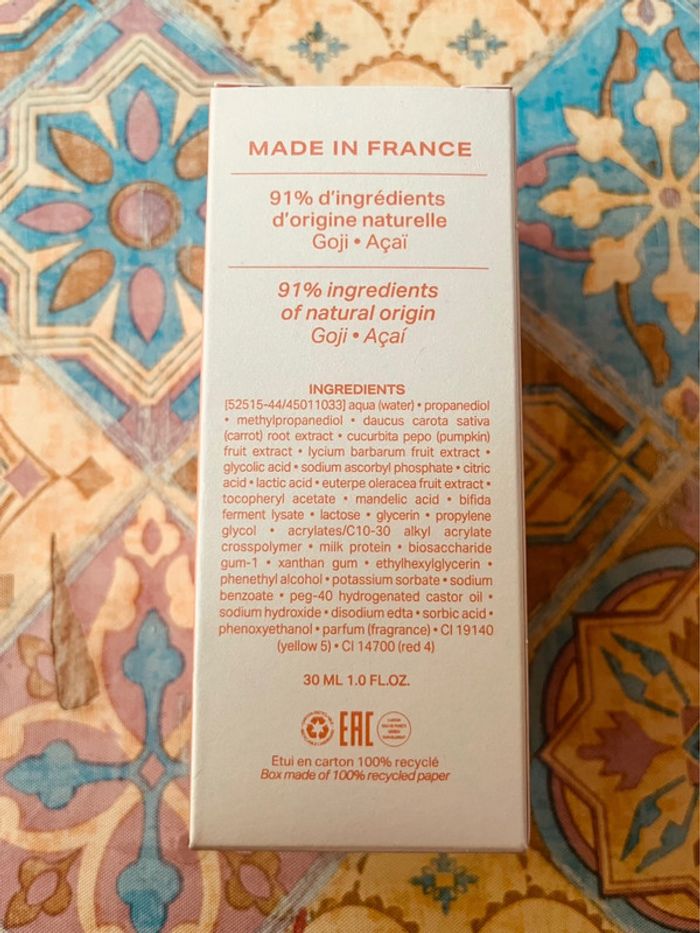 MADE IN FRANCE
91% d'ingrédients
d'origine naturelle
Goji • Açaï
91% ingredients
of natural origin
Goji • Açaí
INGREDIENTS
[52515-44/45011033] aqua (water) • propanediol
• methylpropanediol • daucus carota sativa
(carrot) root extract • cucurbita pepo (pumpkin)
fruit extract • lycium barbarum fruit extract •
glycolic acid • sodium ascorbyl phosphate • citric
acid • lactic acid • euterpe oleracea fruit extract •
tocopheryl acetate • mandelic acid • bifida
ferment lysate • lactose • glycerin • propylene
glycol • acrylates/C10-30 alkyl acrylate
crosspolymer • milk protein • biosaccharide
gum-1 • xanthan gum • ethylhexylglycerin •
phenethyl alcohol • potassium sorbate • sodium
benzoate • peg-40 hydrogenated castor oil •
sodium hydroxide • disodium edta • sorbic acid •
phenoxyethanol • parfum (fragrance) • CI 19140
(yellow 5) • CI 14700 (red 4)
30 ML 1.0 FL.OZ.
EAC
Etui en carton 100% recyclé
Box made of 100% recycled paper